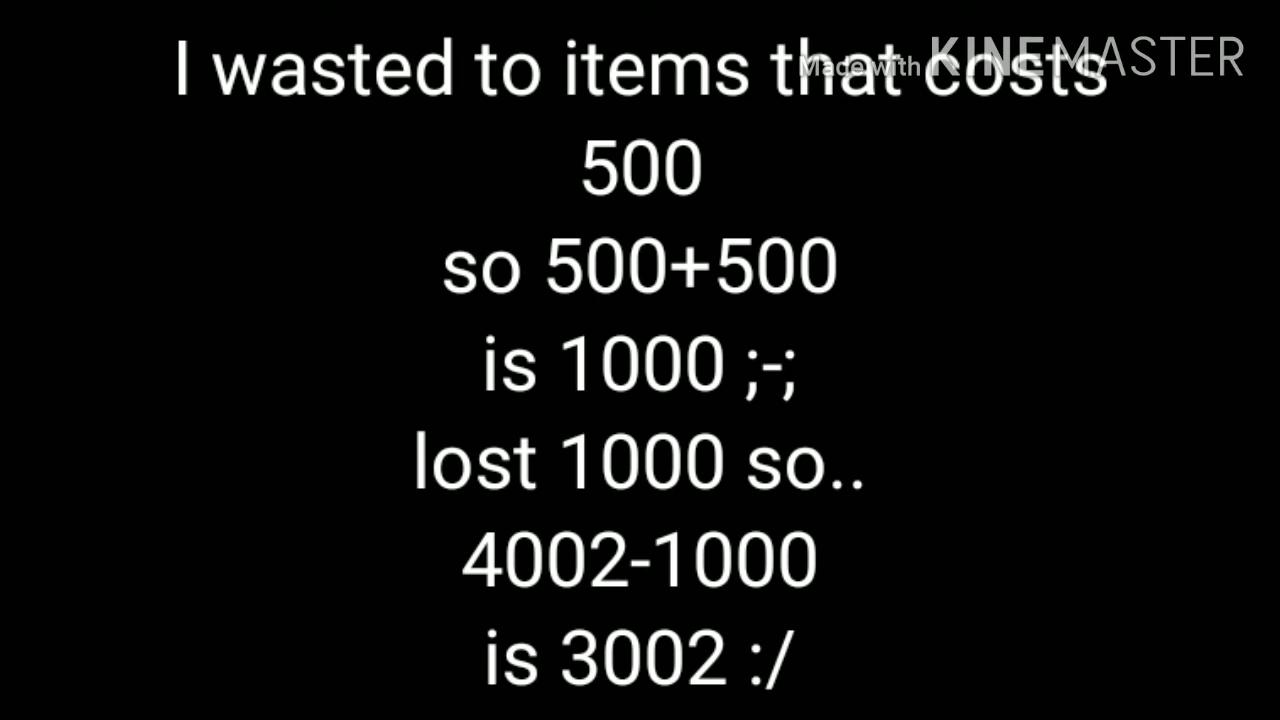 I wasted to items that costs
Made with KINEMASTER
500
so 500+500
is 1000 ;-;
lost 1000 so..
4002-1000
is 3002 :/